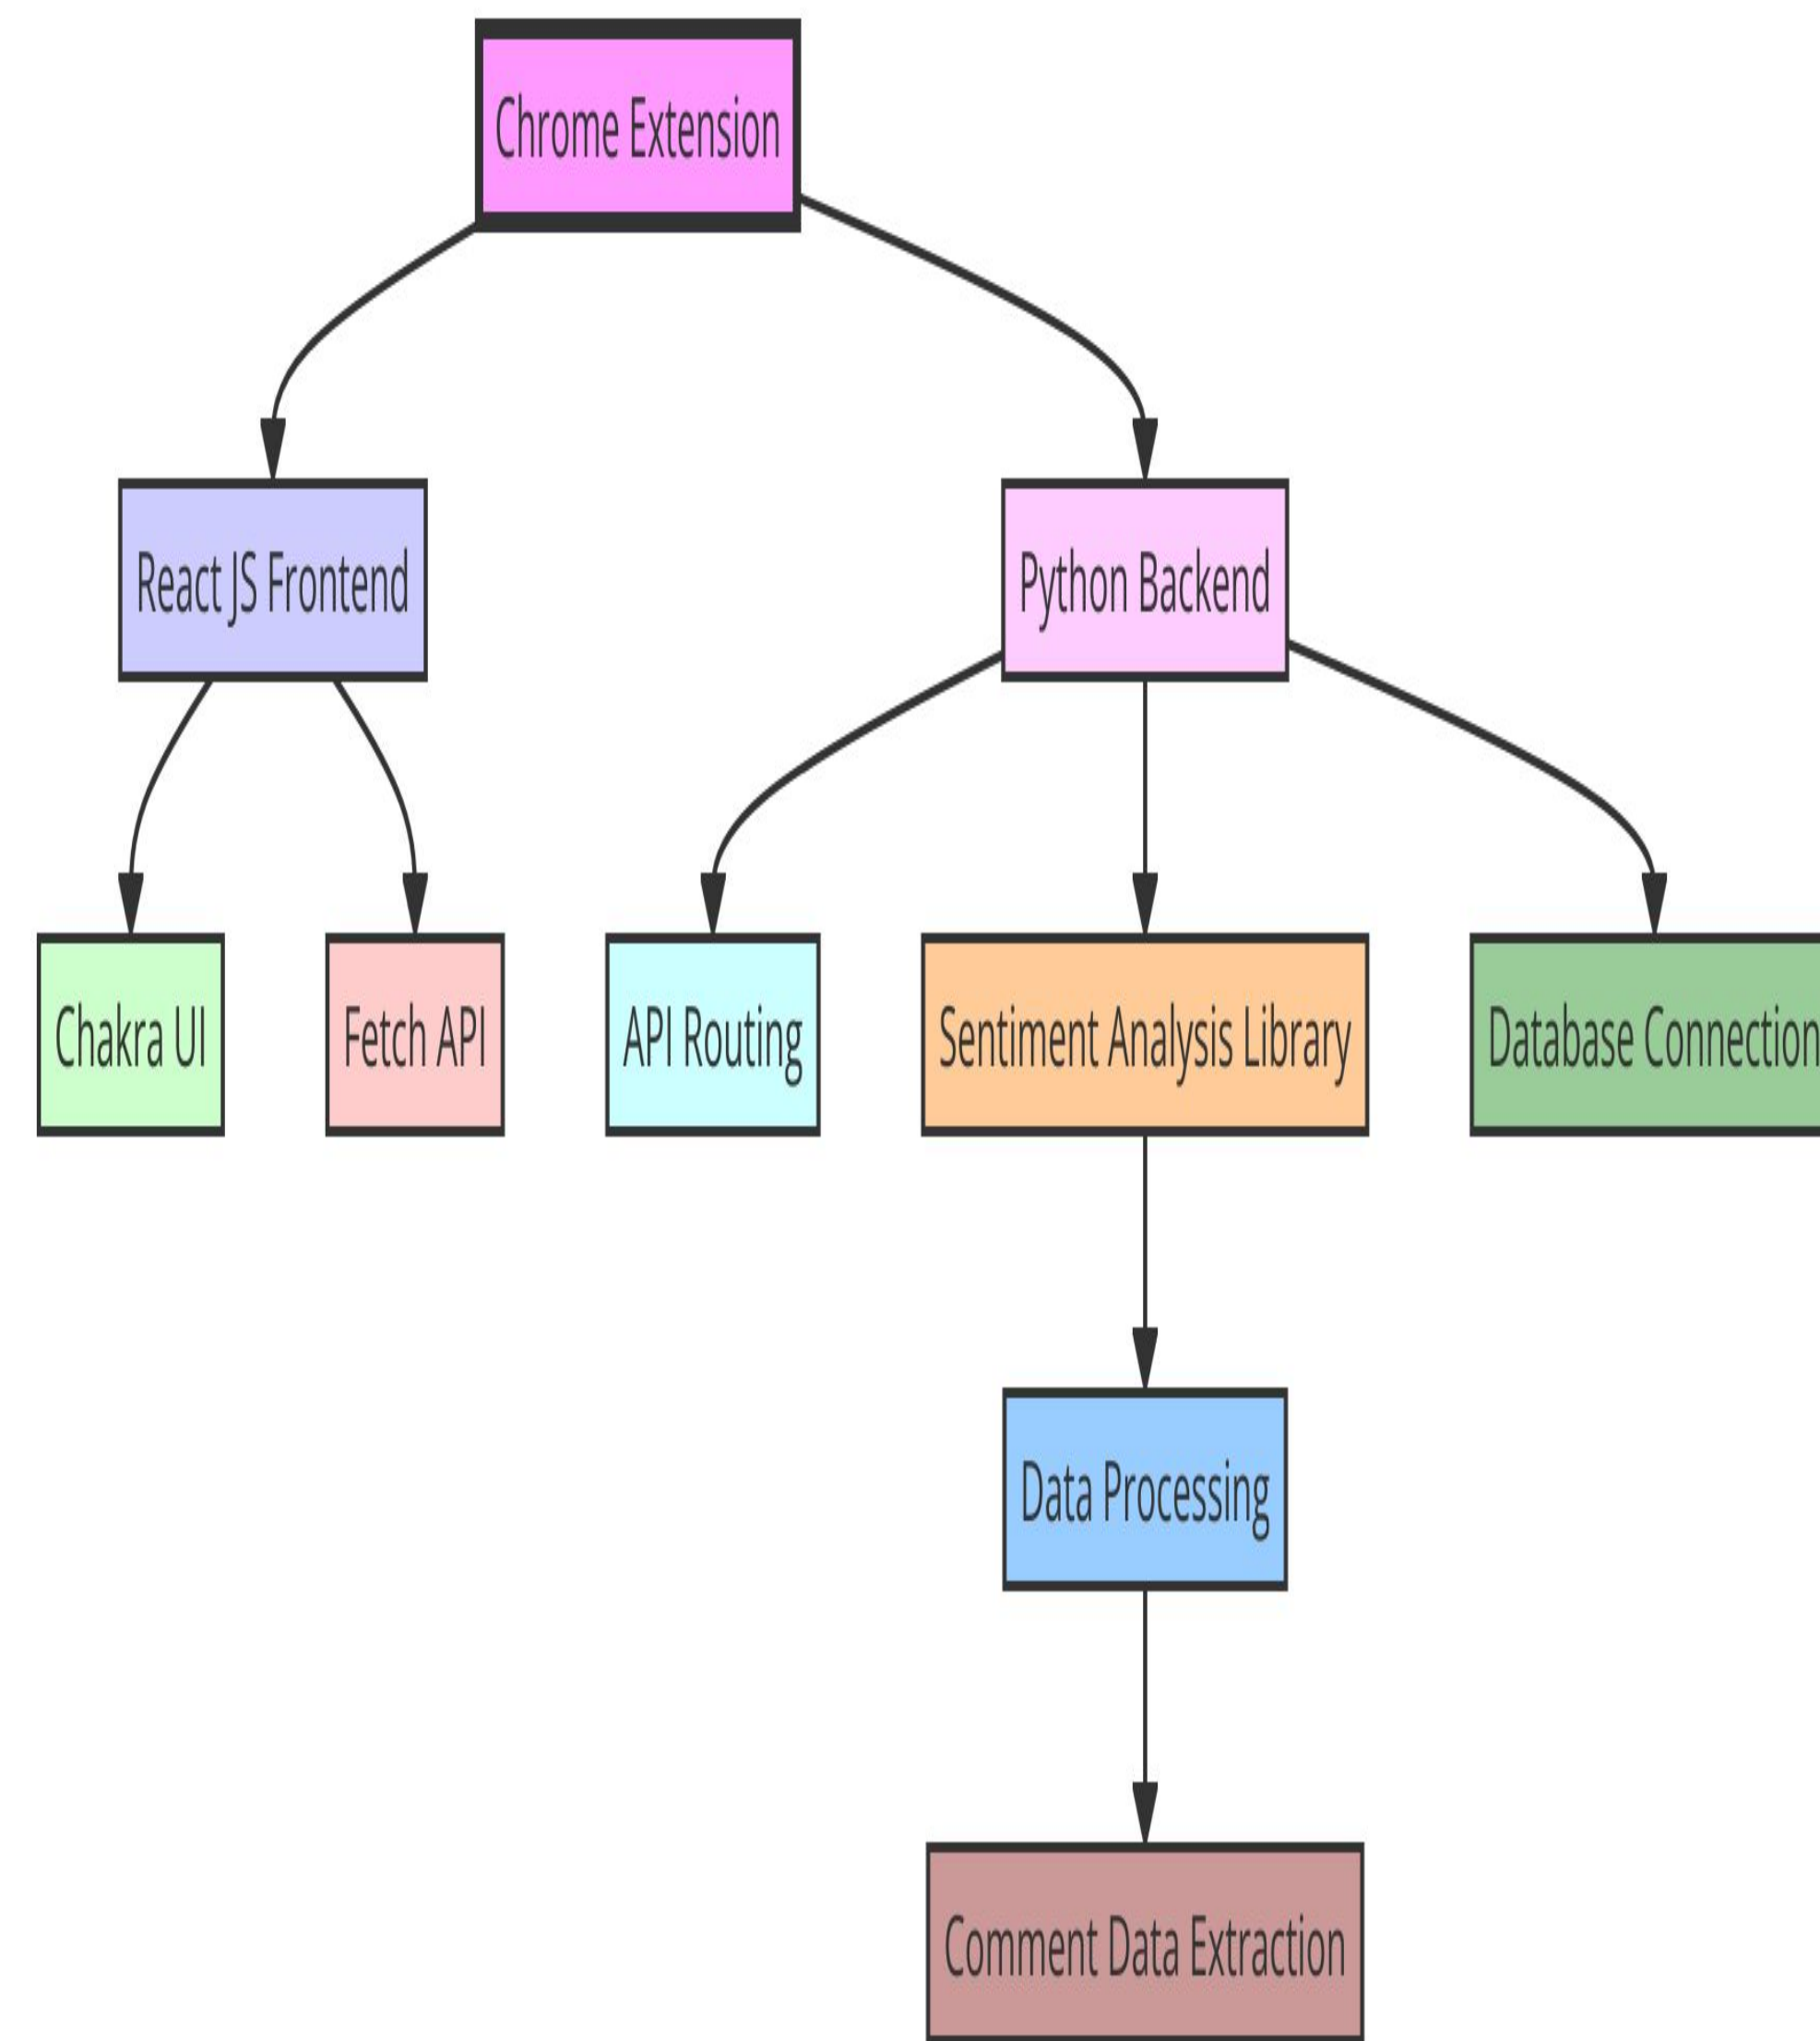 Chrome Extension
React JS Frontend
Python Backend
Chakra UI
Fetch API
API Routing
Sentiment Analysis Library
Database Connection
Data Processing
Comment Data Extraction